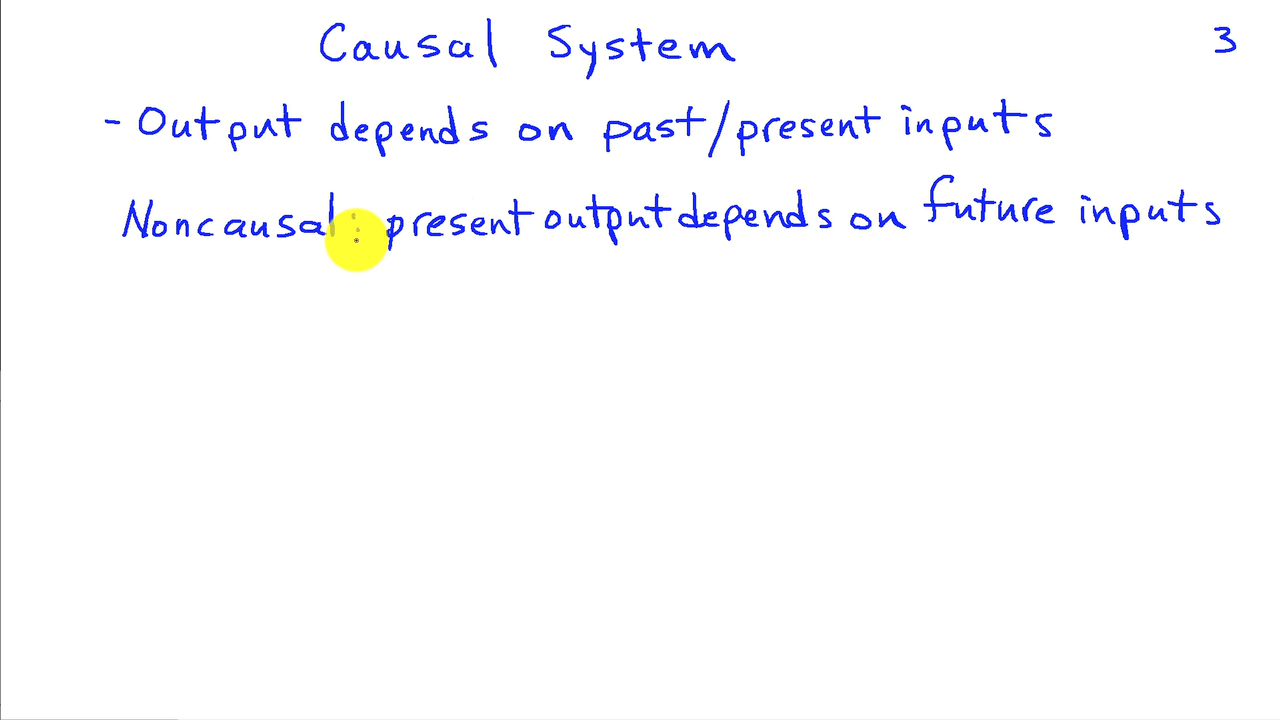 Causal System 3
- Output depends on past/present inputs
Noncausal: present output depends on future inputs